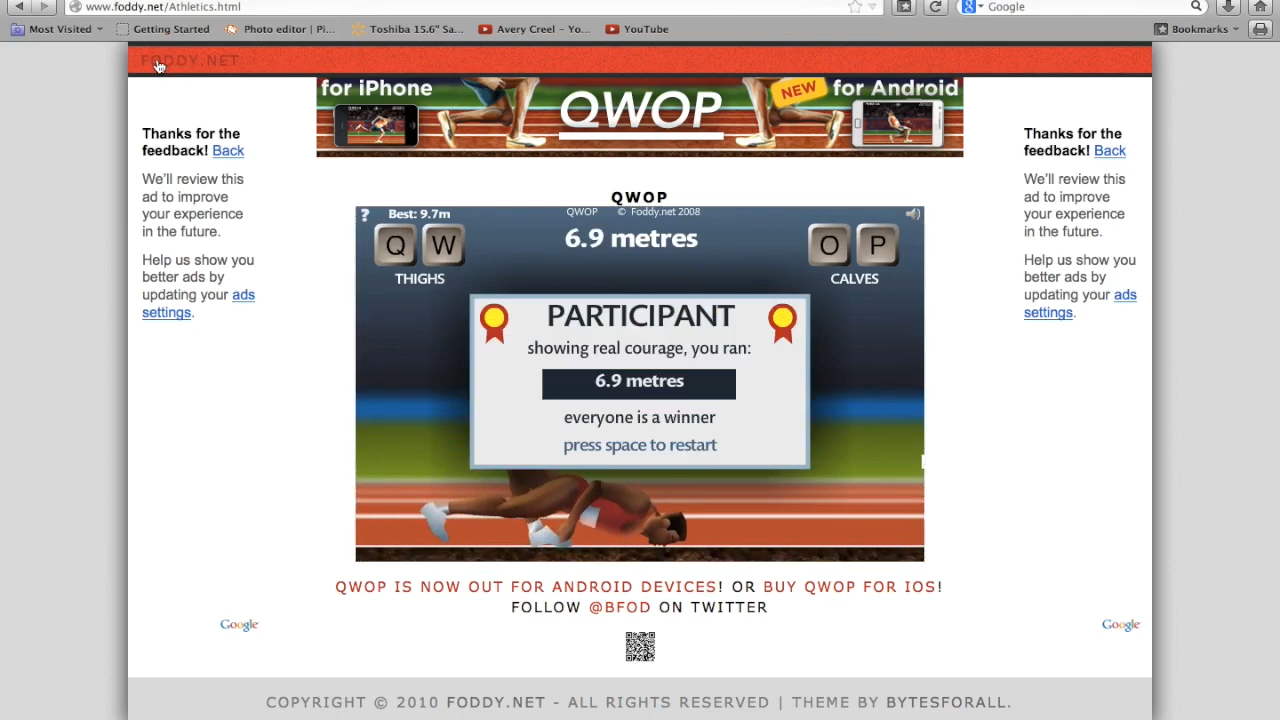 www.foddy.net/Athletics.html
Google
Most Visited
Getting Started
Photo editor | Pi...
Toshiba 15.6" Sa...
Avery Creel - Yo...
YouTube
Bookmarks
FODDY.NET
for iPhone
QWOP
NEW
for Android
Thanks for the
feedback! Back
We'll review this
ad to improve
your experience
in the future.
Help us show you
better ads by
updating your ads
settings.
Google
QWOP
? Best: 9.7m
QWOP © Foddy.net 2008
6.9 metres
Q W
THIGHS
O P
CALVES
PARTICIPANT
showing real courage, you ran:
6.9 metres
everyone is a winner
press space to restart
Thanks for the
feedback! Back
We'll review this
ad to improve
your experience
in the future.
Help us show you
better ads by
updating your ads
settings.
Google
QWOP IS NOW OUT FOR ANDROID DEVICES! OR BUY QWOP FOR IOS!
FOLLOW @BFOD ON TWITTER
COPYRIGHT © 2010 FODDY.NET - ALL RIGHTS RESERVED | THEME BY BYTESFORALL.